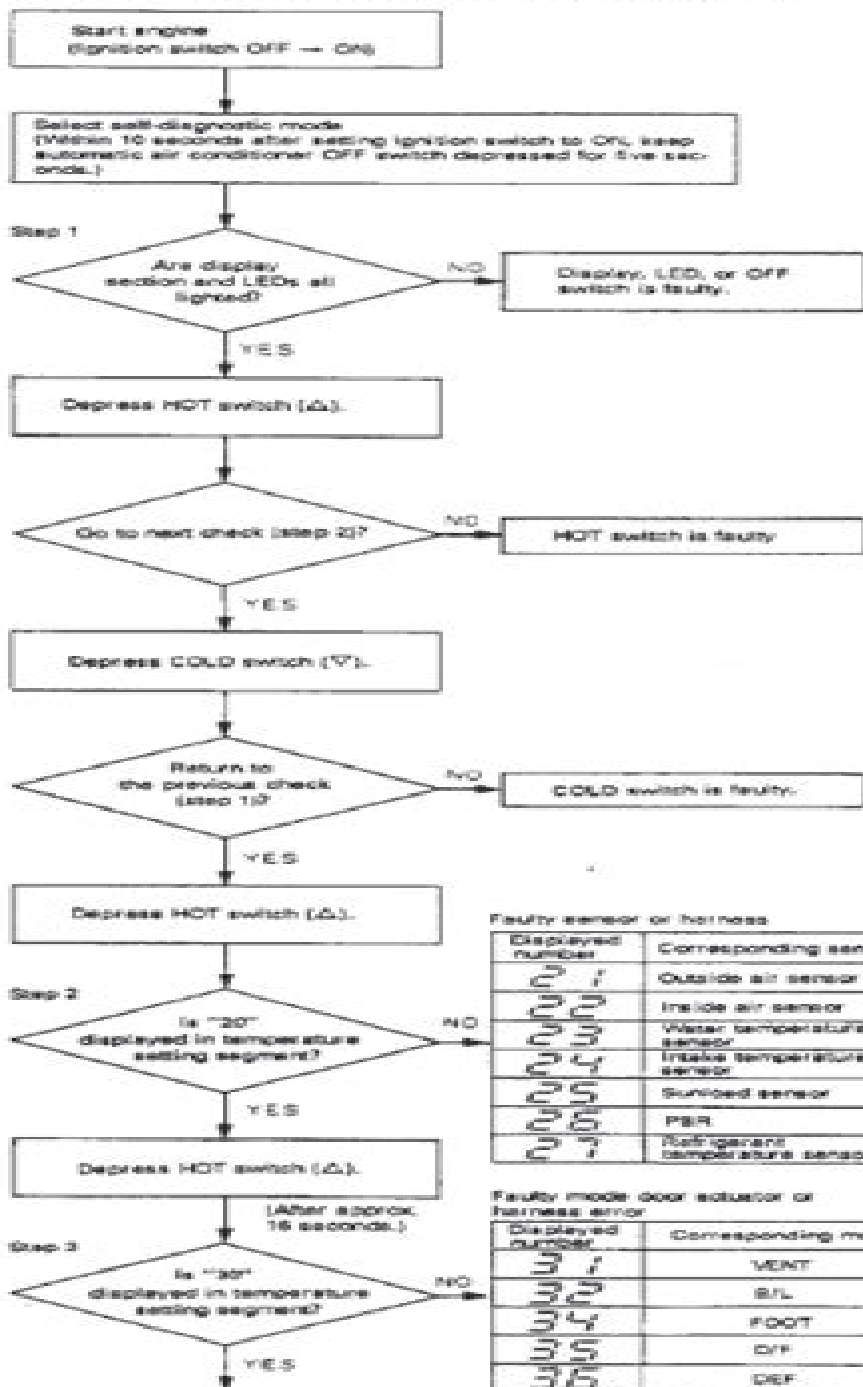 Start engine
(Ignition switch OFF → ON)
Select self-diagnostic mode
(Within 10 seconds after setting ignition switch to ON, keep
automatic air conditioner OFF switch depressed for five sec-
onds.)
Step 1
Are display
section and LEDs all
lighted?
NO
Display, LED, or OFF
switch is faulty.
YES
Depress HOT switch (△).
Go to next check (step 2)?
NO
HOT switch is faulty
YES
Depress COLD switch (▽).
Return to
the previous check
(step 1)?
NO
COLD switch is faulty.
YES
Depress HOT switch (△).
Step 2
Is "20"
displayed in temperature
setting segment?
NO
Faulty sensor or harness
Displayed
number
Corresponding sen
21
Outside air sensor
22
Inside air sensor
23
Water temperature
sensor
24
Intake temperature
sensor
25
Sunload sensor
26
PBR
27
Refrigerant
temperature senso
YES
Depress HOT switch (△).
(After approx.
16 seconds.)
Step 3
Is "30"
displayed in temperature
setting segment?
NO
Faulty mode door actuator or
harness error
Displayed
number
Corresponding m
31
VENT
32
B/L
34
FOOT
35
D/F
36
DEF
YES